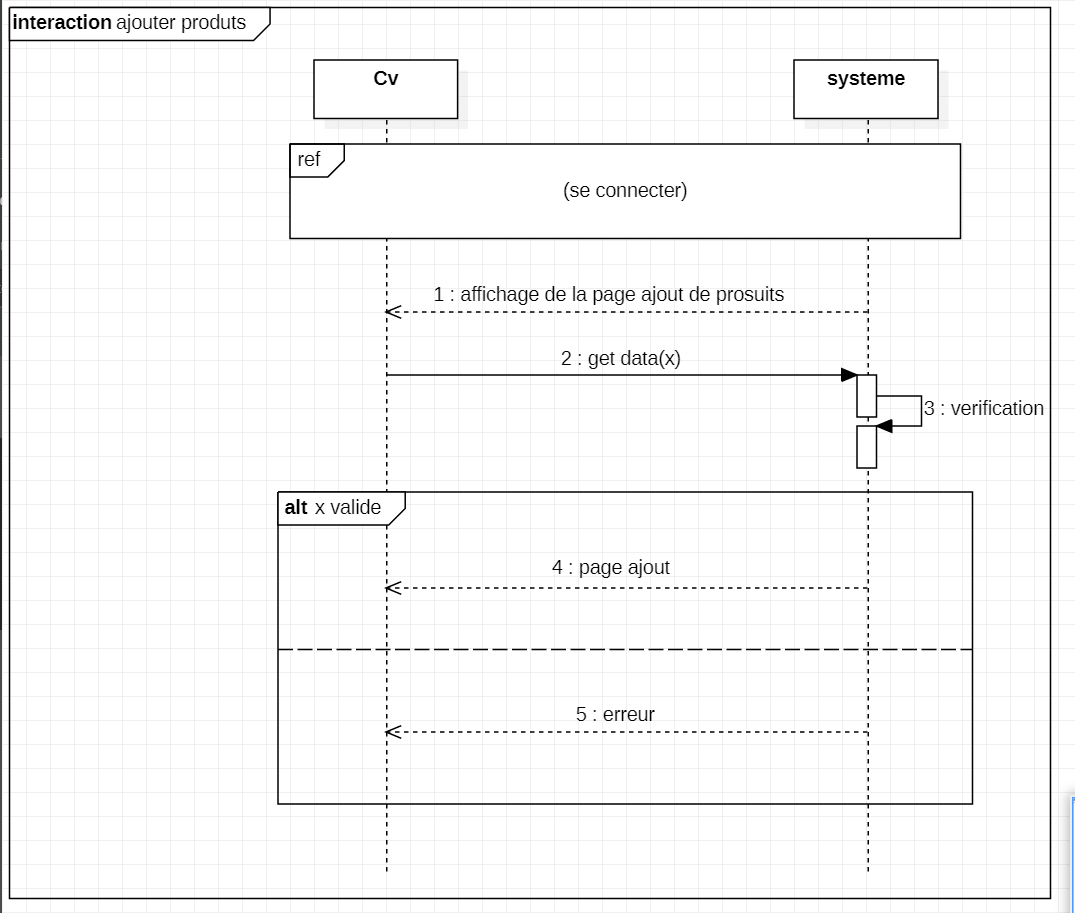 interaction ajouter produts
Cv
systeme
ref
(se connecter)
1 : affichage de la page ajout de prosuits
2 : get data(x)
3 : verification
alt x valide
4 : page ajout
5 : erreur